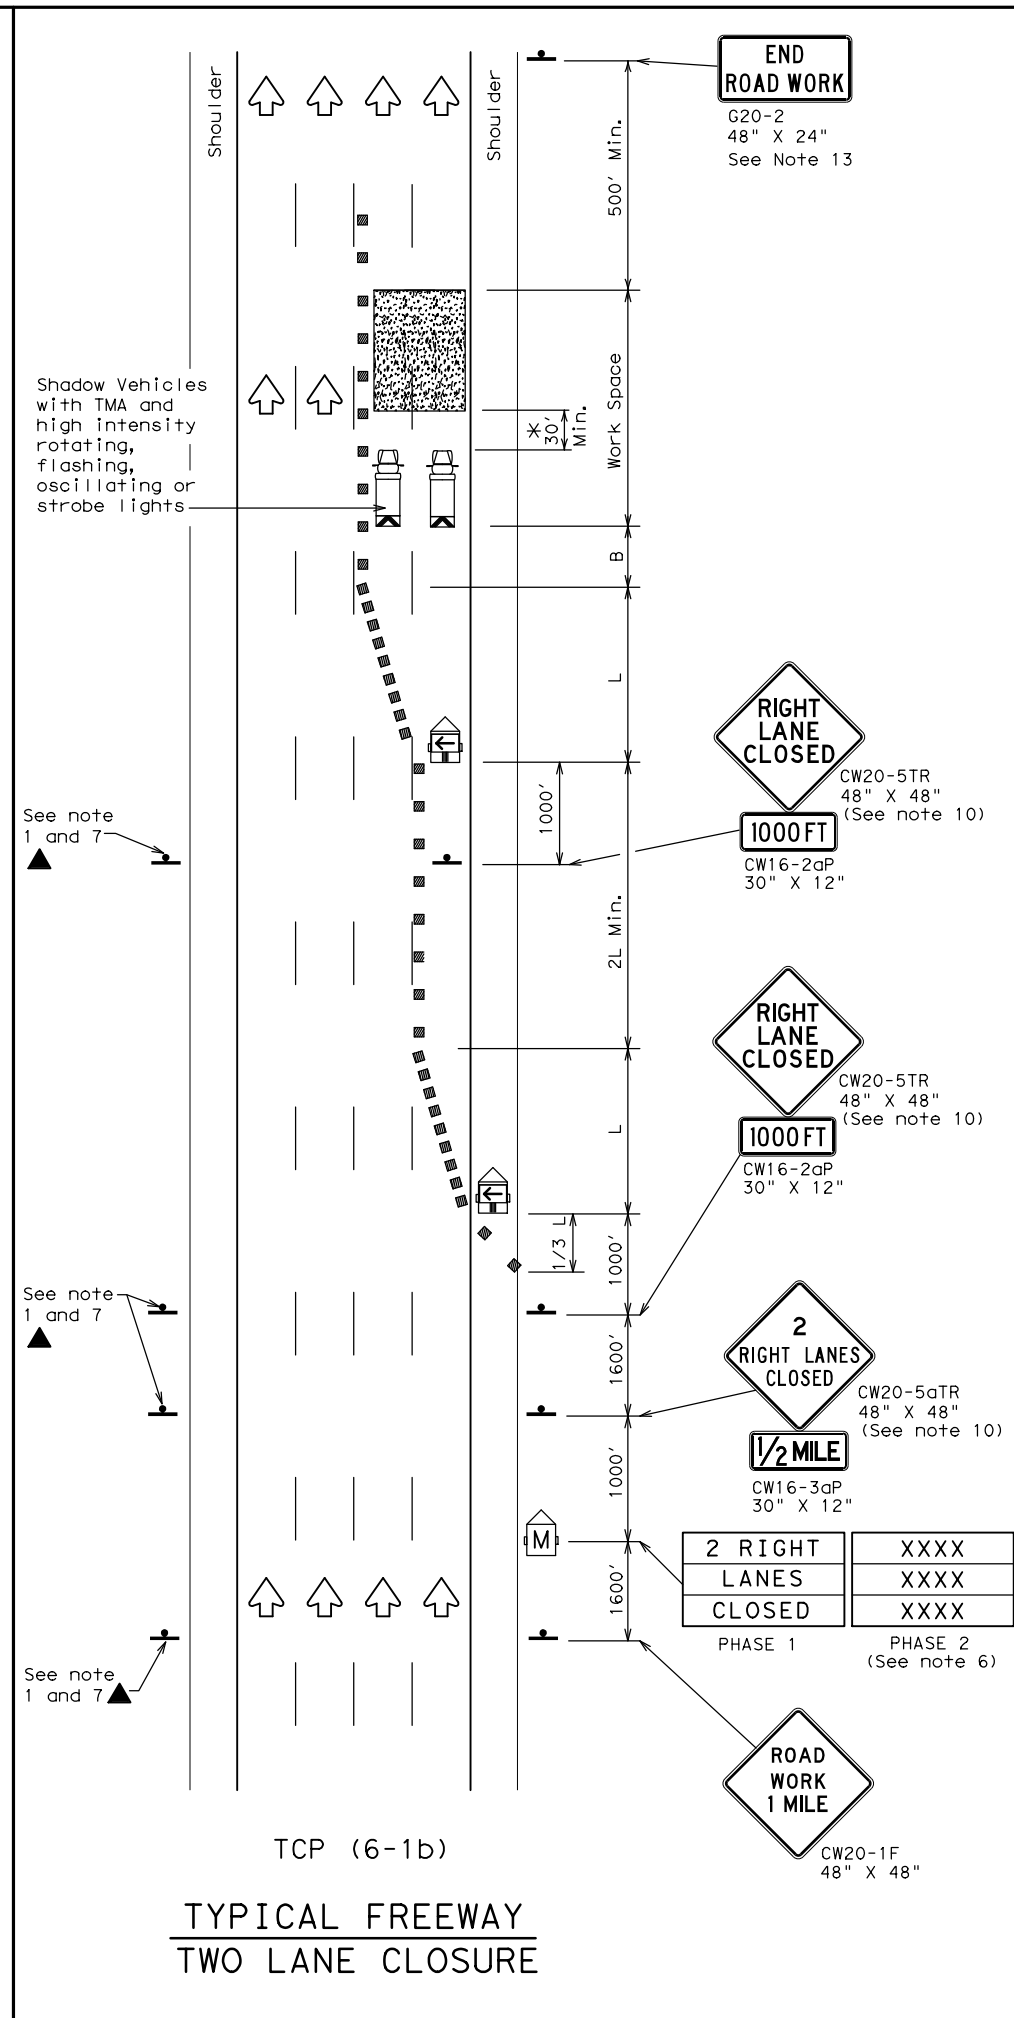 Shoulder
Shoulder
END
ROAD WORK
G20-2
48" X 24"
See Note 13
500' Min.
Shadow Vehicles
with TMA and
high intensity
rotating,
flashing,
oscillating or
strobe lights
* 30'
Min.
Work Space
B
L
RIGHT
LANE
CLOSED
CW20-5TR
48" X 48"
(See note 10)
1000 FT
CW16-2aP
30" X 12"
See note
1 and 7
1000'
2L Min.
RIGHT
LANE
CLOSED
CW20-5TR
48" X 48"
(See note 10)
1000 FT
CW16-2aP
30" X 12"
L
1/3 L
1000'
See note
1 and 7
1600'
2
RIGHT LANES
CLOSED
CW20-5aTR
48" X 48"
(See note 10)
1/2 MILE
CW16-3aP
30" X 12"
1000'
M
2 RIGHT
LANES
CLOSED
PHASE 1
XXXX
XXXX
XXXX
PHASE 2
(See note 6)
1600'
See note
1 and 7
ROAD
WORK
1 MILE
CW20-1F
48" X 48"
TCP (6-1b)
TYPICAL FREEWAY
TWO LANE CLOSURE